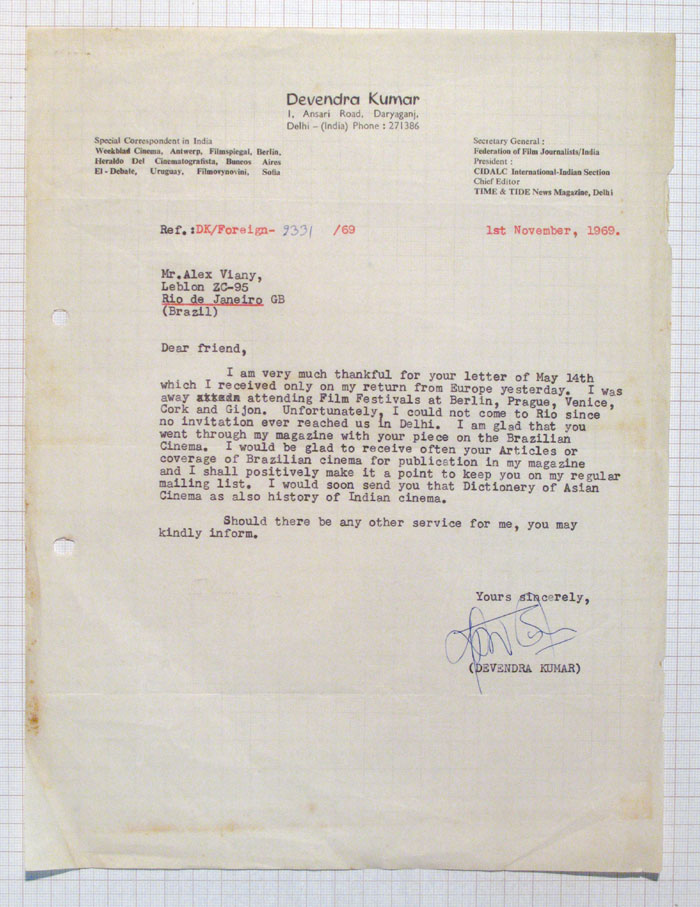 Devendra Kumar
1, Ansari Road, Daryaganj,
Delhi – (India) Phone : 271386
Special Correspondent in India
Weekblad Cinema, Antwerp, Filmspiegal, Berlin,
Heraldo Del Cinematografista, Buneos Aires
El-Debate, Uruguay, Filmovynovini, Sofia
Secretary General :
Federation of Film Journalists/India
President :
CIDALC International-Indian Section
Chief Editor
TIME & TIDE News Magazine, Delhi
Ref.:DK/Foreign- 9331 /69
1st November, 1969.
Mr.Alex Viany,
Leblon ZC-95
Rio de Janeiro GB
(Brazil)
Dear friend,
I am very much thankful for your letter of May 14th
which I received only on my return from Europe yesterday. I was
away attendn attending Film Festivals at Berlin, Prague, Venice,
Cork and Gijon. Unfortunately, I could not come to Rio since
no invitation ever reached us in Delhi. I am glad that you
went through my magazine with your piece on the Brazilian
Cinema. I would be glad to receive often your Articles or
coverage of Brazilian cinema for publication in my magazine
and I shall positively make it a point to keep you on my regular
mailing list. I would soon send you that Dictionery of Asian
Cinema as also history of Indian cinema.
Should there be any other service for me, you may
kindly inform.
Yours sincerely,
(DEVENDRA KUMAR)